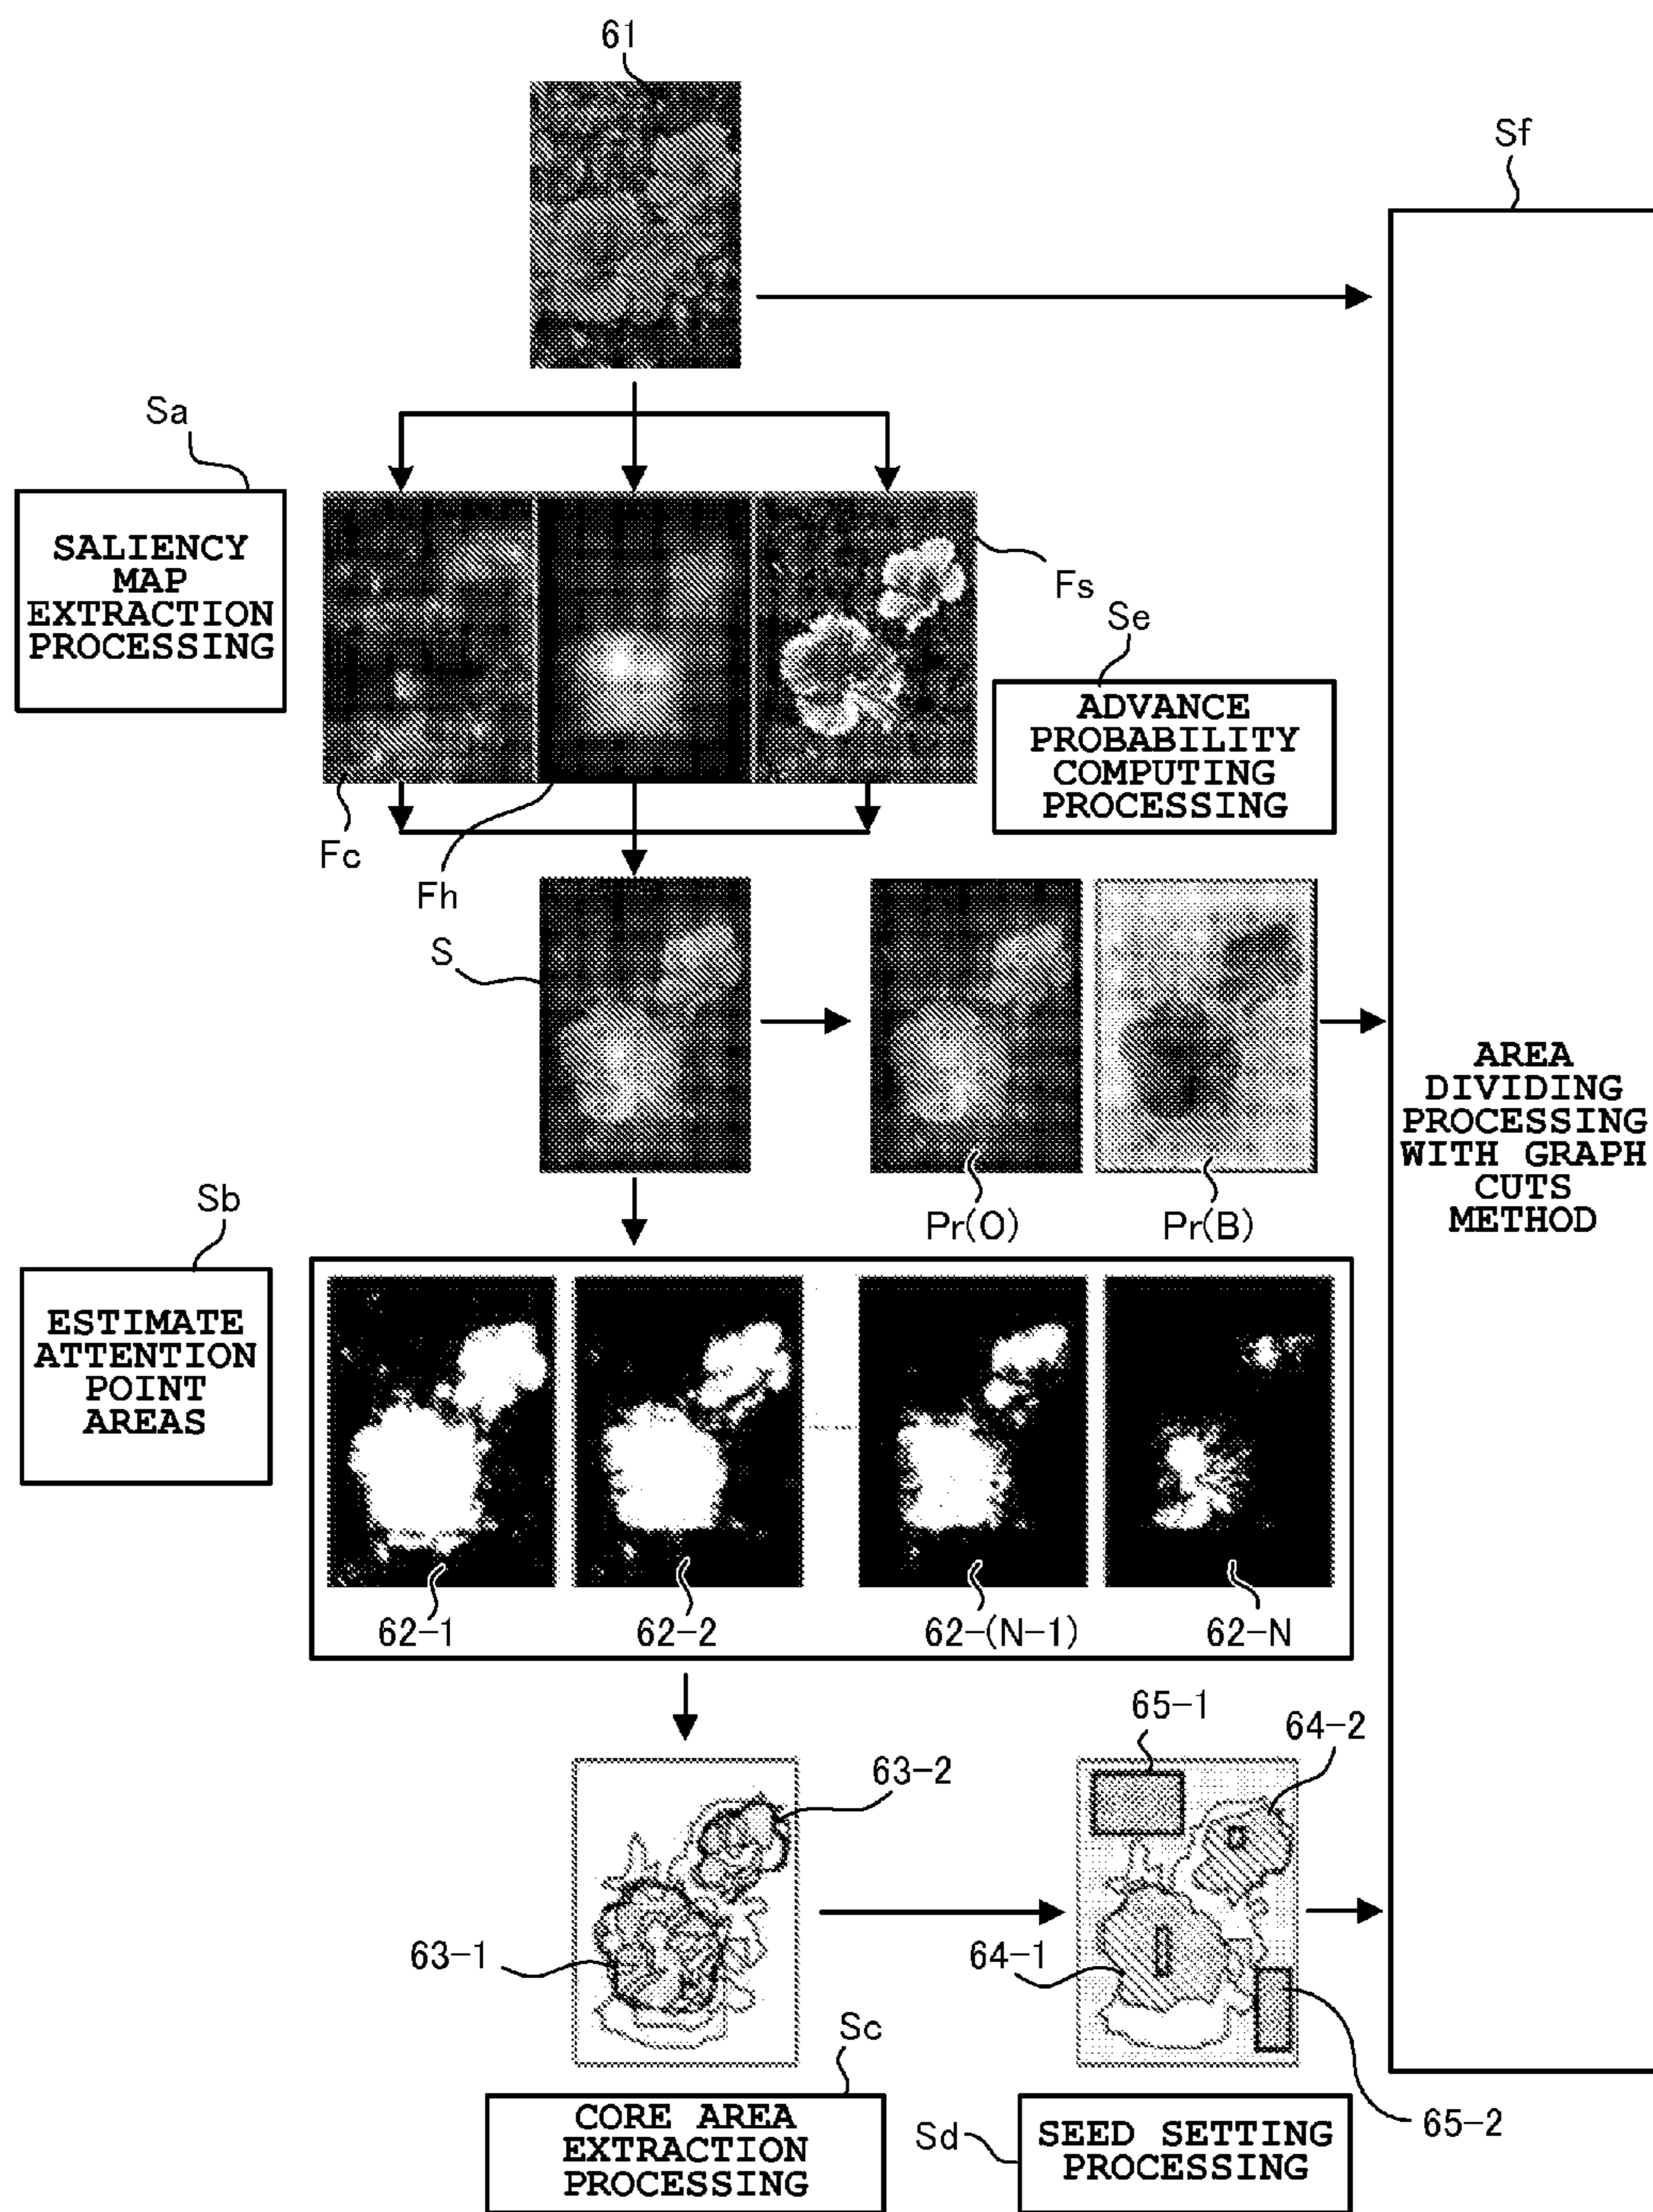 61
Sf
Sa
SALIENCY
MAP
EXTRACTION
PROCESSING
Fs
Se
ADVANCE
PROBABILITY
COMPUTING
PROCESSING
Fc
Fh
S
AREA
DIVIDING
PROCESSING
WITH GRAPH
CUTS
METHOD
Pr(O)
Pr(B)
Sb
ESTIMATE
ATTENTION
POINT
AREAS
62-1
62-2
62-(N-1)
62-N
65-1
64-2
63-2
63-1
64-1
Sc
CORE AREA
EXTRACTION
PROCESSING
Sd
SEED SETTING
PROCESSING
65-2